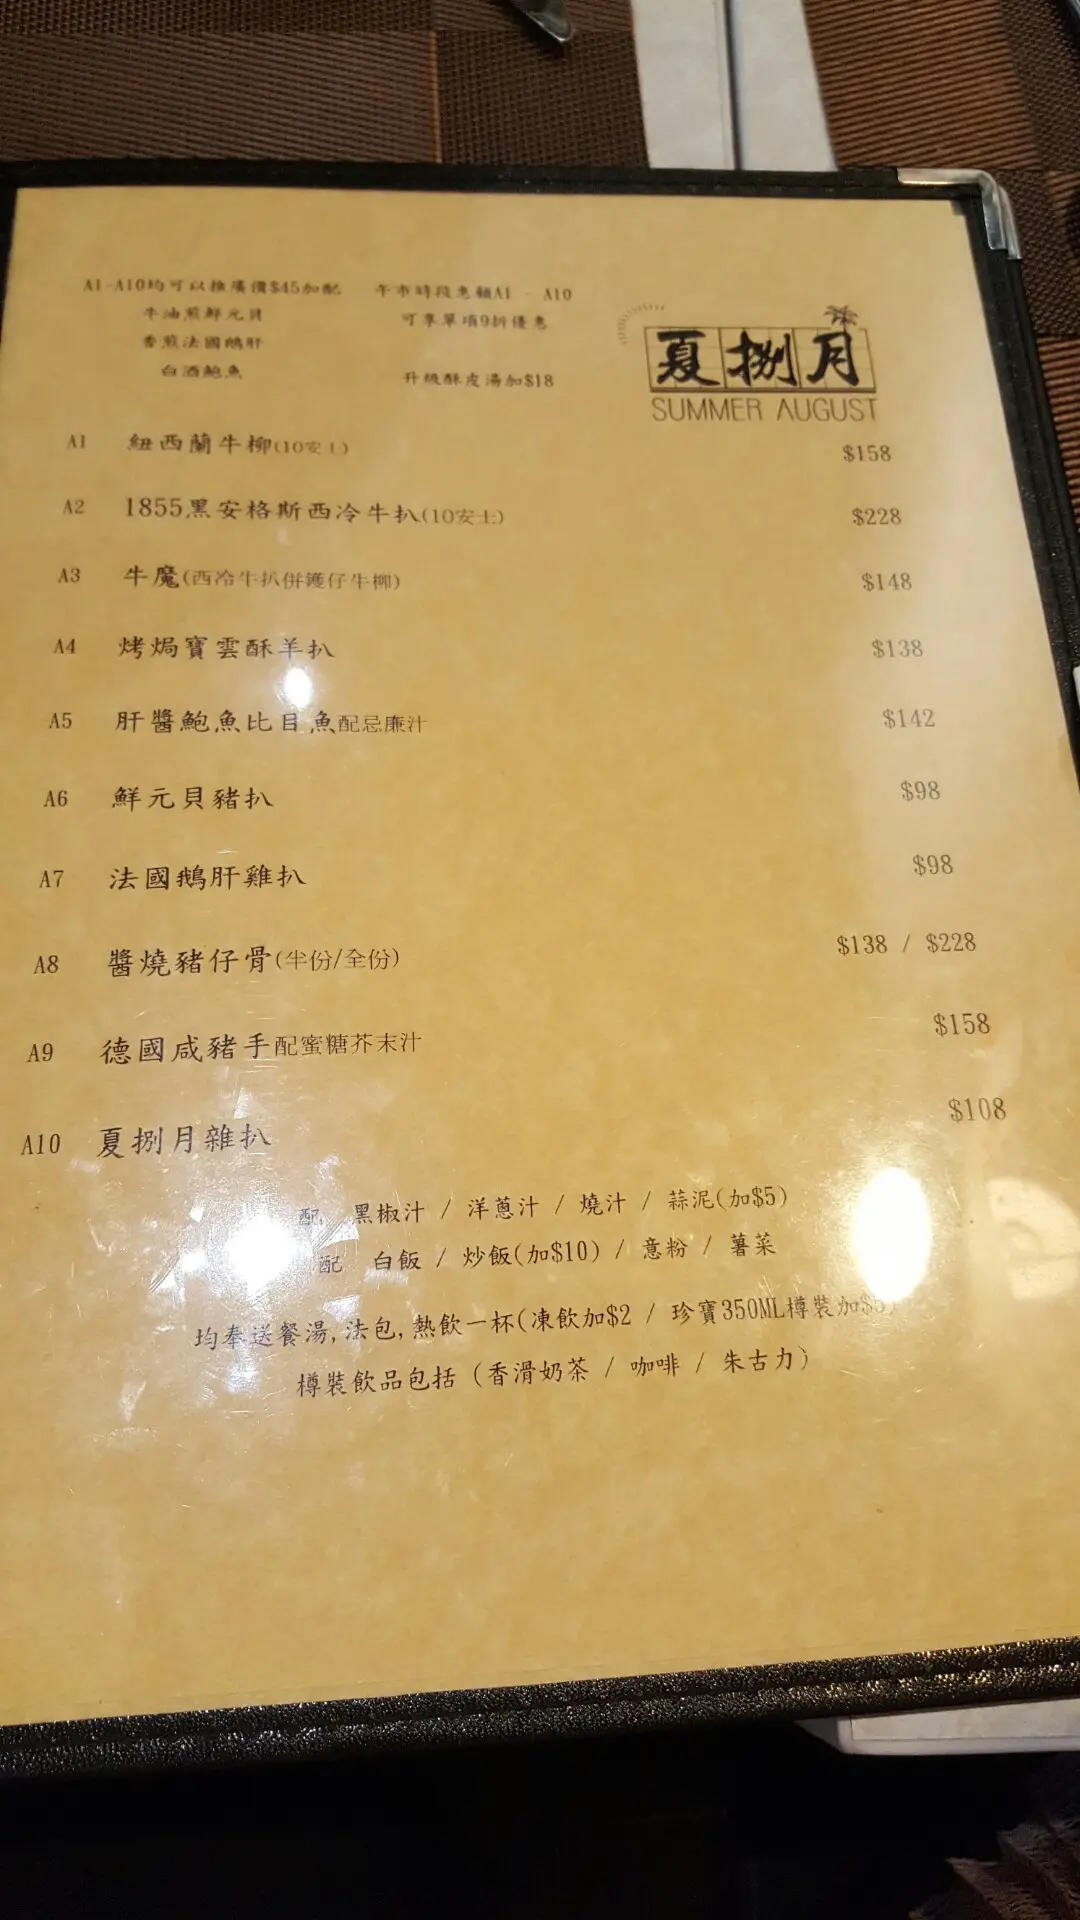 A1-A10均可以推廣價$45加配
牛油煎鮮元貝
香煎法國鵝肝
白酒鮑魚
午市時段惠顧A1 - A10
可享單項9折優惠
升級酥皮湯加$18
夏捌月
SUMMER AUGUST
A1 紐西蘭牛柳(10安士) $158
A2 1855黑安格斯西冷牛扒(10安士) $228
A3 牛魔(西冷牛扒併鑊仔牛柳) $148
A4 烤焗寶雲酥羊扒 $138
A5 肝醬鮑魚比目魚配忌廉汁 $142
A6 鮮元貝豬扒 $98
A7 法國鵝肝雞扒 $98
A8 醬燒豬仔骨(半份/全份) $138 / $228
A9 德國咸豬手配蜜糖芥末汁 $158
A10 夏捌月雜扒 $108
配 黑椒汁 / 洋蔥汁 / 燒汁 / 蒜泥(加$5)
配 白飯 / 炒飯(加$10) / 意粉 / 薯菜
均奉送餐湯,法包,熱飲一杯(凍飲加$2 / 珍寶350ML樽裝加$5)
樽裝飲品包括 (香滑奶茶 / 咖啡 / 朱古力)